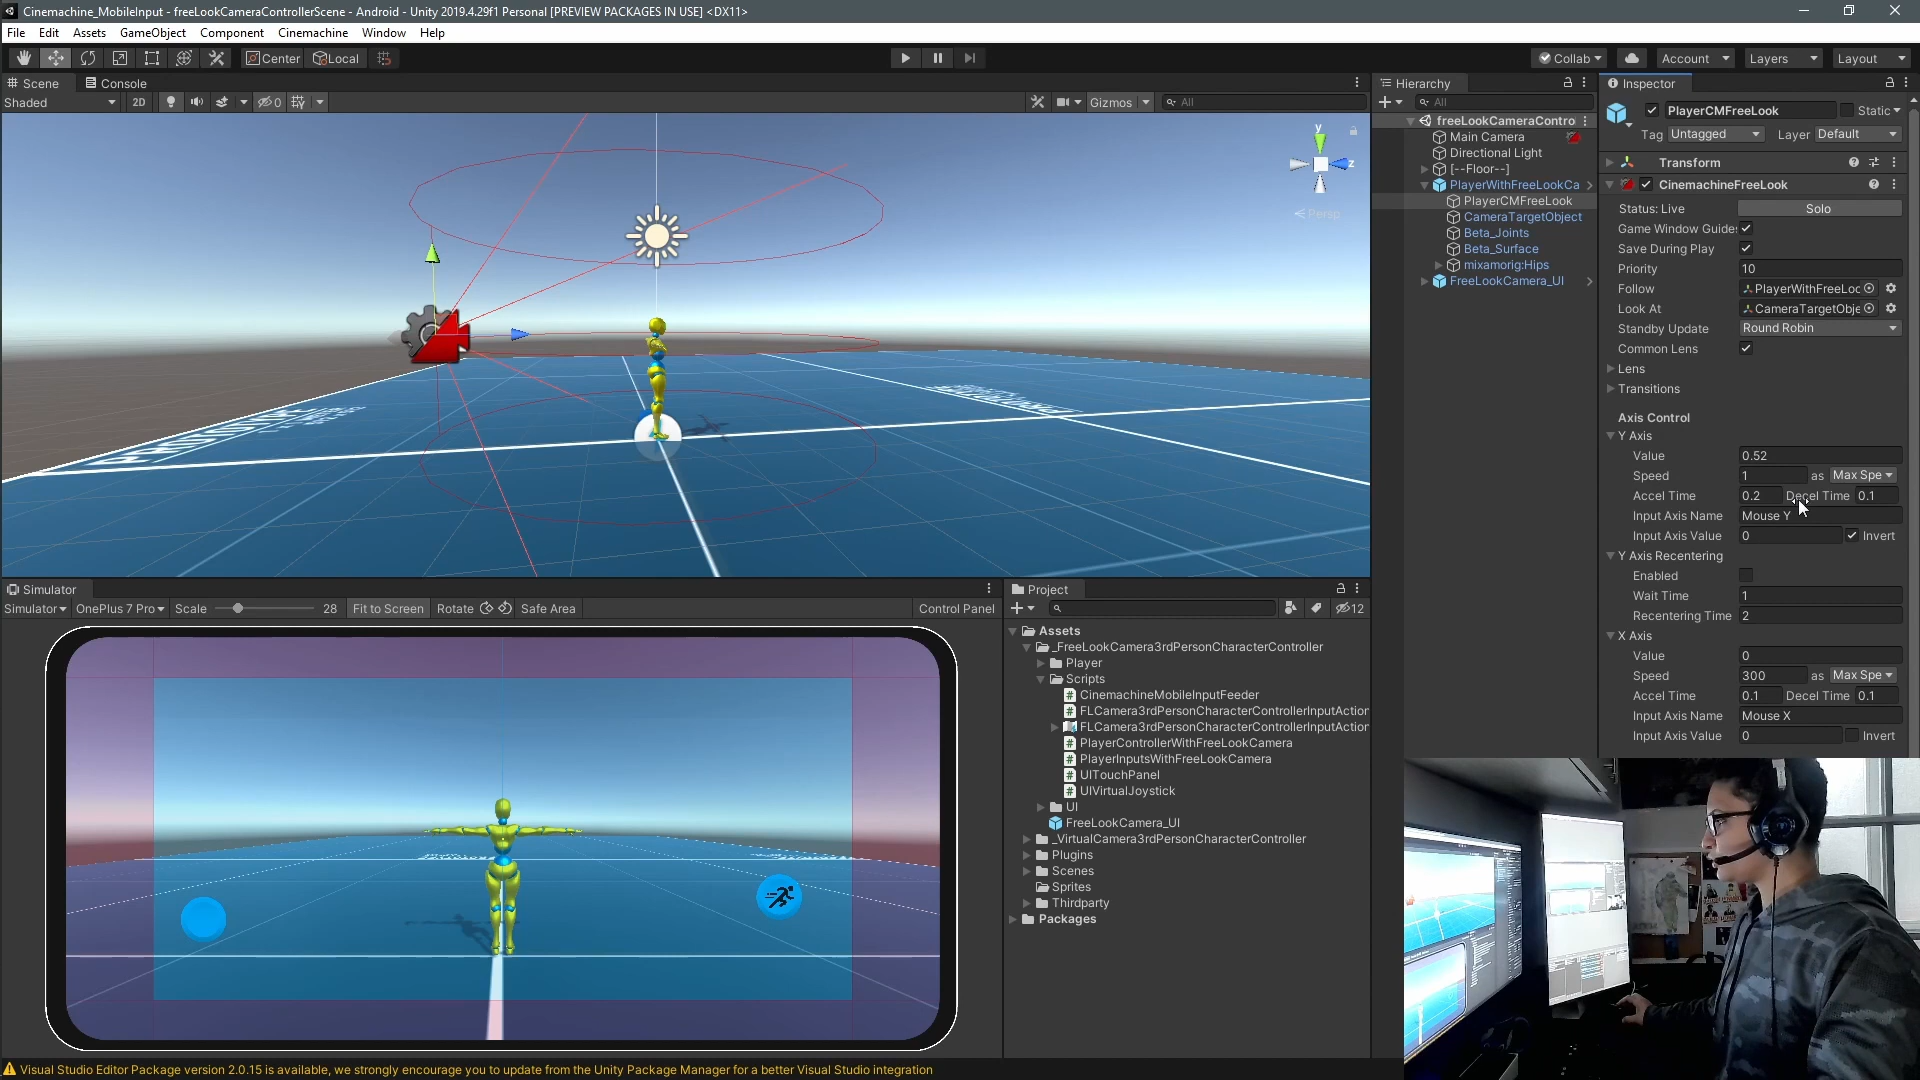 Cinemachine_MobileInput - freeLookCameraControllerScene - Android - Unity 2019.4.29f1 Personal [PREVIEW PACKAGES IN USE] <DX11>
File Edit Assets GameObject Component Cinemachine Window Help
Center Local
Collab Account Layers Layout
Scene Console
Shaded 2D 0 Gizmos All
y
z
Persp
Hierarchy
All
freeLookCameraContro
Main Camera
Directional Light
[--Floor--]
PlayerWithFreeLookCa
PlayerCMFreeLook
CameraTargetObject
Beta_Joints
Beta_Surface
mixamorig:Hips
FreeLookCamera_UI
Inspector
PlayerCMFreeLook Static
Tag Untagged Layer Default
Transform
CinemachineFreeLook
Status: Live Solo
Game Window Guides
Save During Play
Priority 10
Follow PlayerWithFreeLoc
Look At CameraTargetObje
Standby Update Round Robin
Common Lens
Lens
Transitions
Axis Control
Y Axis
Value 0.52
Speed 1 as Max Spe
Accel Time 0.2 Decel Time 0.1
Input Axis Name Mouse Y
Input Axis Value 0 Invert
Y Axis Recentering
Enabled
Wait Time 1
Recentering Time 2
X Axis
Value 0
Speed 300 as Max Spe
Accel Time 0.1 Decel Time 0.1
Input Axis Name Mouse X
Input Axis Value 0 Invert
Simulator
Simulator OnePlus 7 Pro Scale 28 Fit to Screen Rotate Safe Area Control Panel
Project
12
Assets
_FreeLookCamera3rdPersonCharacterController
Player
Scripts
CinemachineMobileInputFeeder
FLCamera3rdPersonCharacterControllerInputAction
FLCamera3rdPersonCharacterControllerInputAction
PlayerControllerWithFreeLookCamera
PlayerInputsWithFreeLookCamera
UITouchPanel
UIVirtualJoystick
UI
FreeLookCamera_UI
_VirtualCamera3rdPersonCharacterController
Plugins
Scenes
Sprites
Thirdparty
Packages
Visual Studio Editor Package version 2.0.15 is available, we strongly encourage you to update from the Unity Package Manager for a better Visual Studio integration